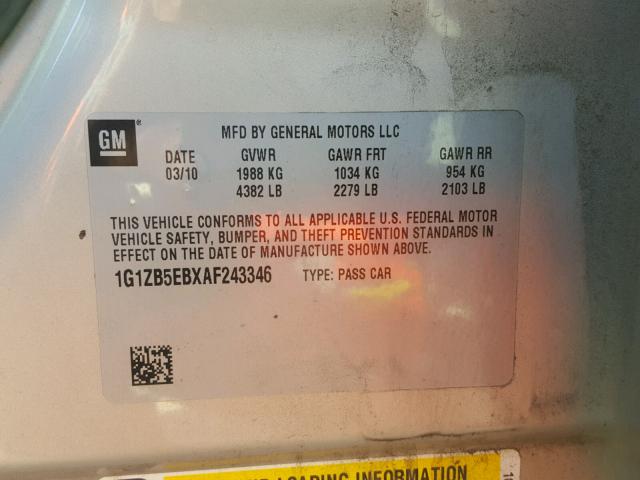 GM ®
MFD BY GENERAL MOTORS LLC
DATE GVWR GAWR FRT GAWR RR
03/10 1988 KG 1034 KG 954 KG
4382 LB 2279 LB 2103 LB
THIS VEHICLE CONFORMS TO ALL APPLICABLE U.S. FEDERAL MOTOR
VEHICLE SAFETY, BUMPER, AND THEFT PREVENTION STANDARDS IN
EFFECT ON THE DATE OF MANUFACTURE SHOWN ABOVE.
1G1ZB5EBXAF243346 TYPE: PASS CAR
LOADING INFORMATION